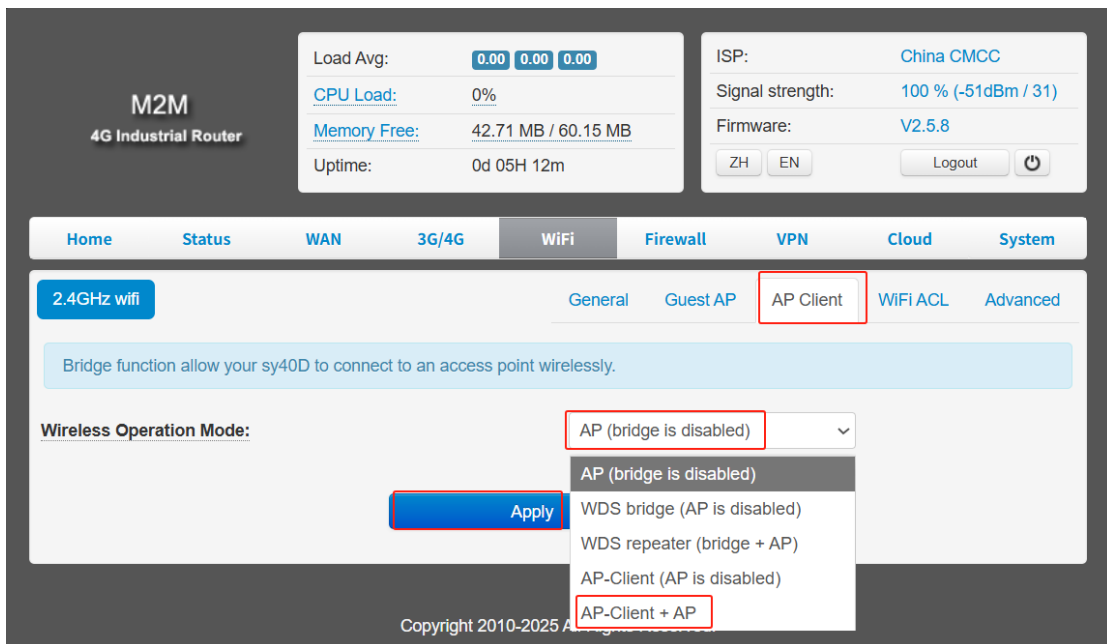 M2M
4G Industrial Router
Load Avg: 0.00 0.00 0.00
CPU Load: 0%
Memory Free: 42.71 MB / 60.15 MB
Uptime: 0d 05H 12m
ISP: China CMCC
Signal strength: 100 % (-51dBm / 31)
Firmware: V2.5.8
ZH EN Logout
Home Status WAN 3G/4G WiFi Firewall VPN Cloud System
2.4GHz wifi General Guest AP AP Client WiFi ACL Advanced
Bridge function allow your sy40D to connect to an access point wirelessly.
Wireless Operation Mode: AP (bridge is disabled)
AP (bridge is disabled)
Apply
WDS bridge (AP is disabled)
WDS repeater (bridge + AP)
AP-Client (AP is disabled)
AP-Client + AP
Copyright 2010-2025